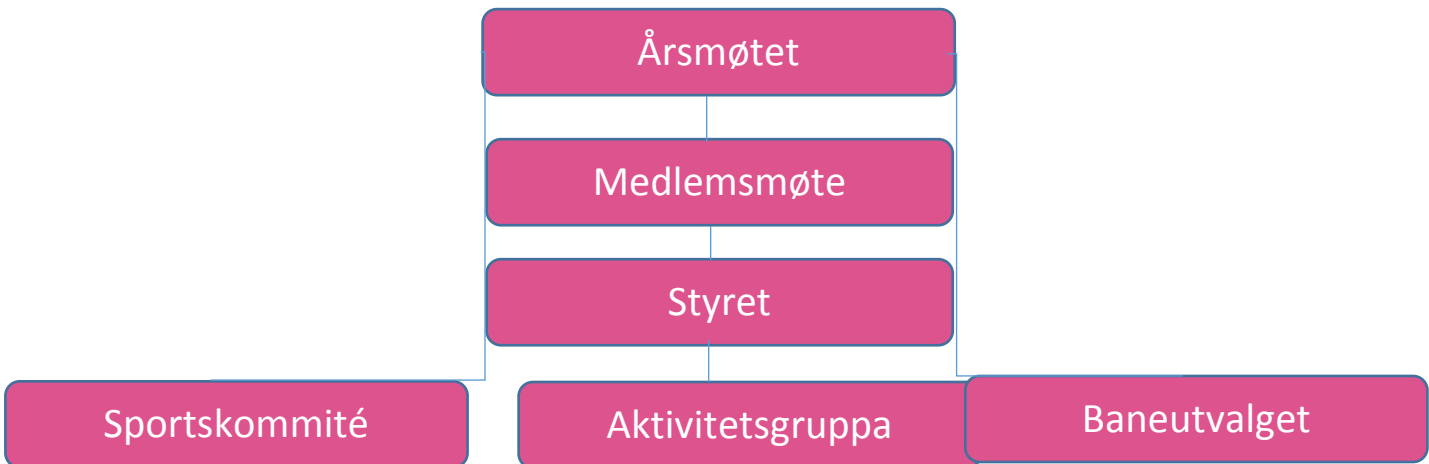 Årsmøtet
Medlemsmøte
Styret
Sportskommité
Aktivitetsgruppa
Baneutvalget